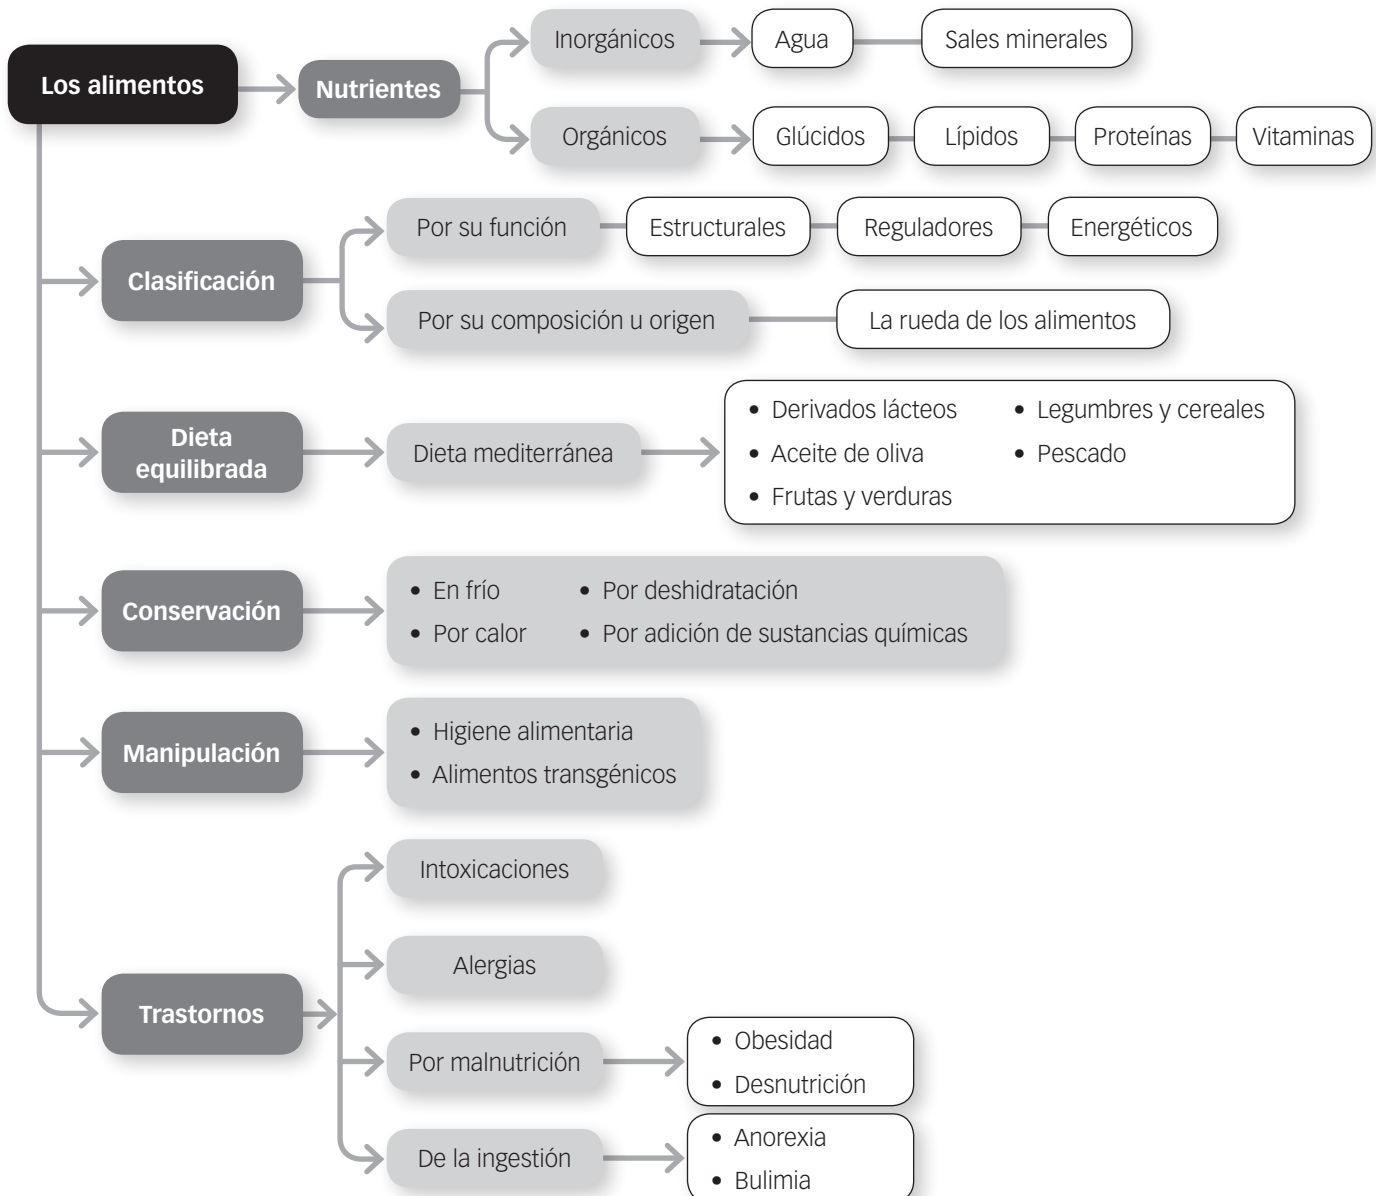 Los alimentos
Nutrientes
Inorgánicos
Agua
Sales minerales
Orgánicos
Glúcidos
Lípidos
Proteínas
Vitaminas
Clasificación
Por su función
Estructurales
Reguladores
Energéticos
Por su composición u origen
La rueda de los alimentos
Dieta
equilibrada
Dieta mediterránea
• Derivados lácteos
• Aceite de oliva
• Frutas y verduras
• Legumbres y cereales
• Pescado
Conservación
• En frío
• Por calor
• Por deshidratación
• Por adición de sustancias químicas
Manipulación
• Higiene alimentaria
• Alimentos transgénicos
Trastornos
Intoxicaciones
Alergias
Por malnutrición
• Obesidad
• Desnutrición
De la ingestión
• Anorexia
• Bulimia